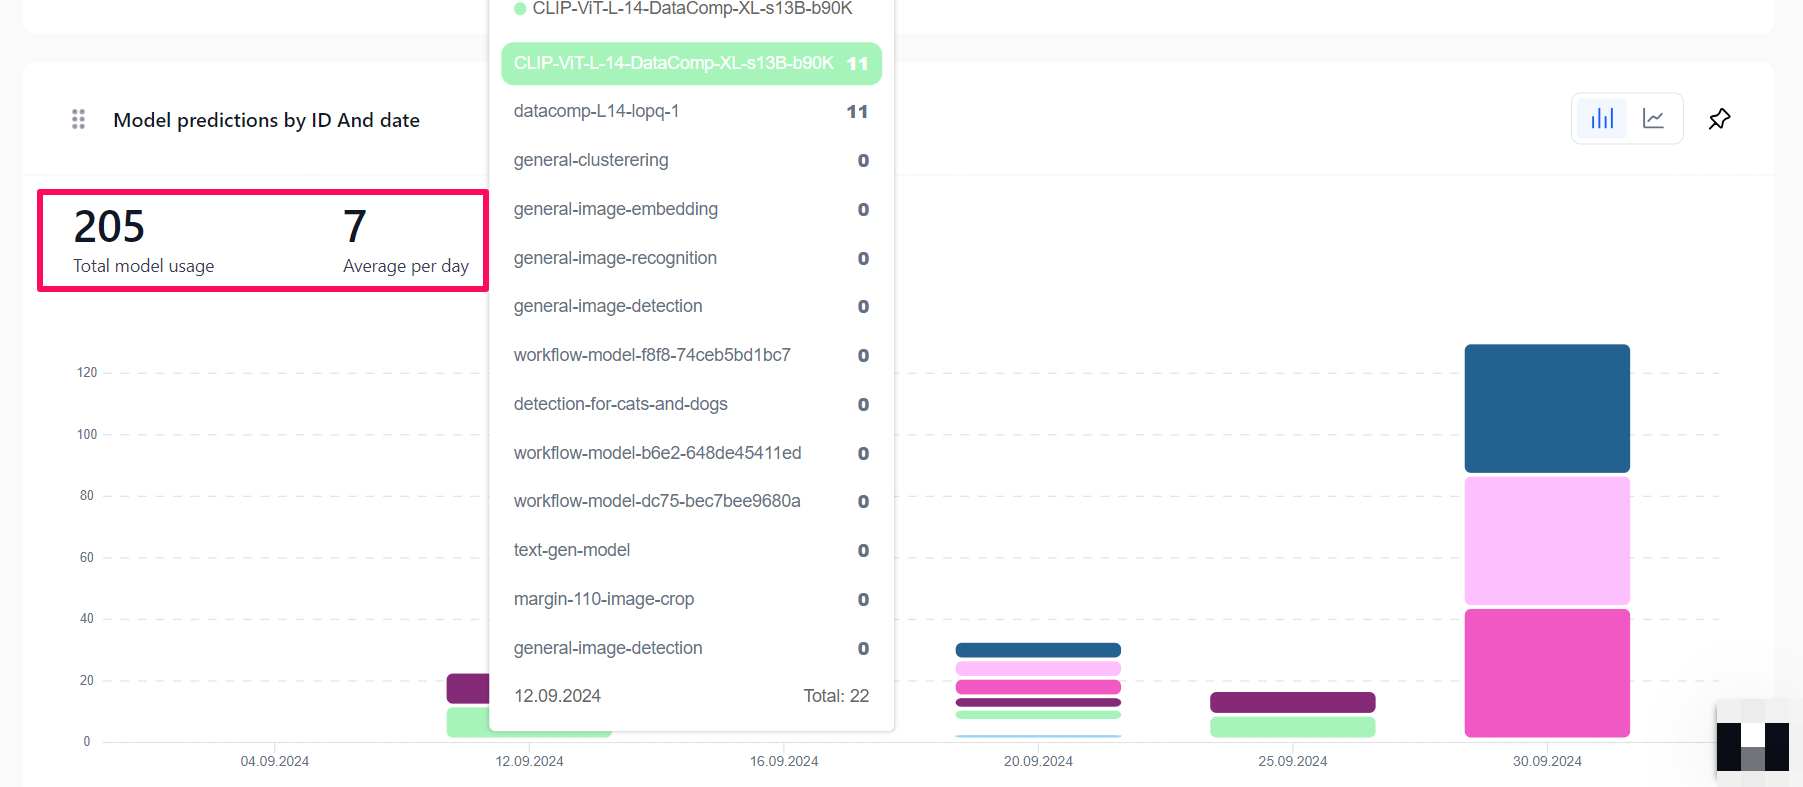 CLIP-ViT-L-14-DataComp-XL-s13B-b90K
CLIP-ViT-L-14-DataComp-XL-s13B-b90K 11
datacomp-L14-lopq-1 11
general-clusterering 0
general-image-embedding 0
general-image-recognition 0
general-image-detection 0
workflow-model-f8f8-74ceb5bd1bc7 0
detection-for-cats-and-dogs 0
workflow-model-b6e2-648de45411ed 0
workflow-model-dc75-bec7bee9680a 0
text-gen-model 0
margin-110-image-crop 0
general-image-detection 0
12.09.2024 Total: 22
Model predictions by ID And date
205 7
Total model usage Average per day
120
100
80
60
40
20
0
04.09.2024 12.09.2024 16.09.2024 20.09.2024 25.09.2024 30.09.2024